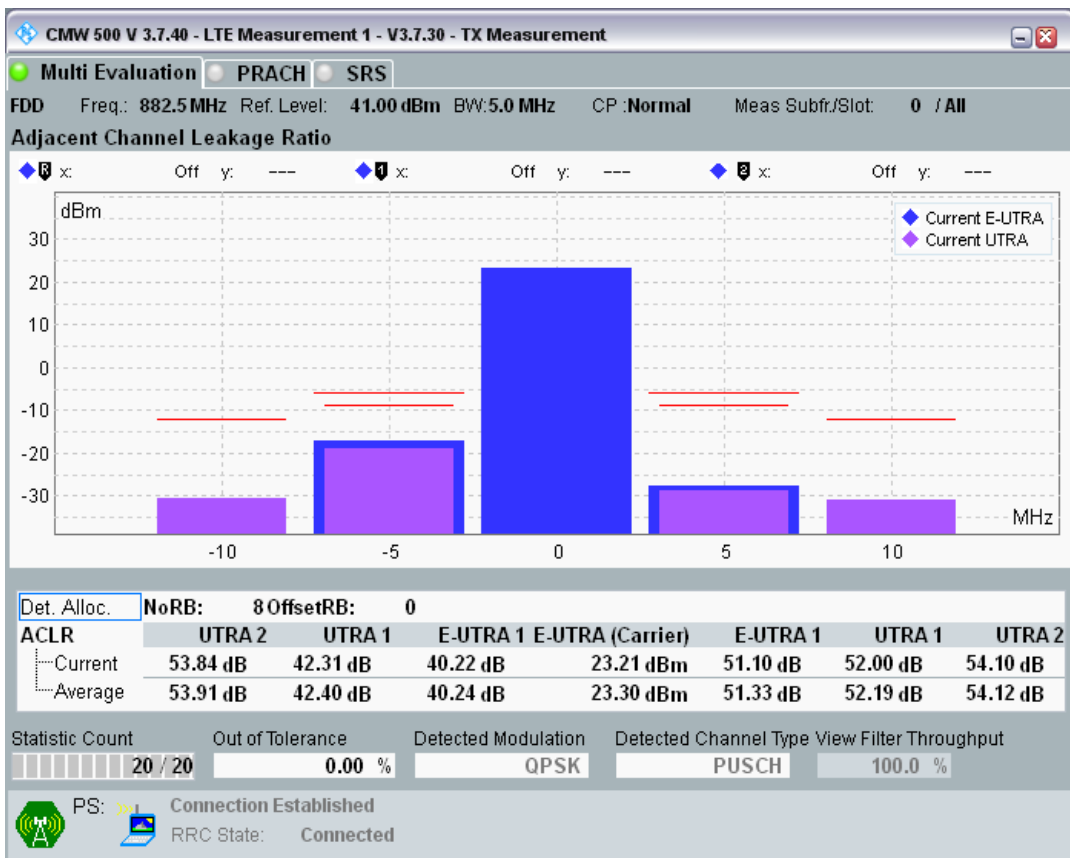 CMW 500 V 3.7.40 - LTE Measurement 1 - V3.7.30 - TX Measurement
Multi Evaluation PRACH SRS
FDD Freq.: 882.5 MHz Ref. Level: 41.00 dBm BW:5.0 MHz CP :Normal Meas Subfr./Slot: 0 / All
Adjacent Channel Leakage Ratio
R x: Off y: --- 1 x: Off y: --- 2 x: Off y: ---
dBm
Current E-UTRA
Current UTRA
30
20
10
0
-10
-20
-30
MHz
-10 -5 0 5 10
Det. Alloc. NoRB: 8 OffsetRB: 0
ACLR UTRA 2 UTRA 1 E-UTRA 1 E-UTRA (Carrier) E-UTRA 1 UTRA 1 UTRA 2
Current 53.84 dB 42.31 dB 40.22 dB 23.21 dBm 51.10 dB 52.00 dB 54.10 dB
Average 53.91 dB 42.40 dB 40.24 dB 23.30 dBm 51.33 dB 52.19 dB 54.12 dB
Statistic Count Out of Tolerance Detected Modulation Detected Channel Type View Filter Throughput
20 / 20 0.00 % QPSK PUSCH 100.0 %
PS: Connection Established
RRC State: Connected